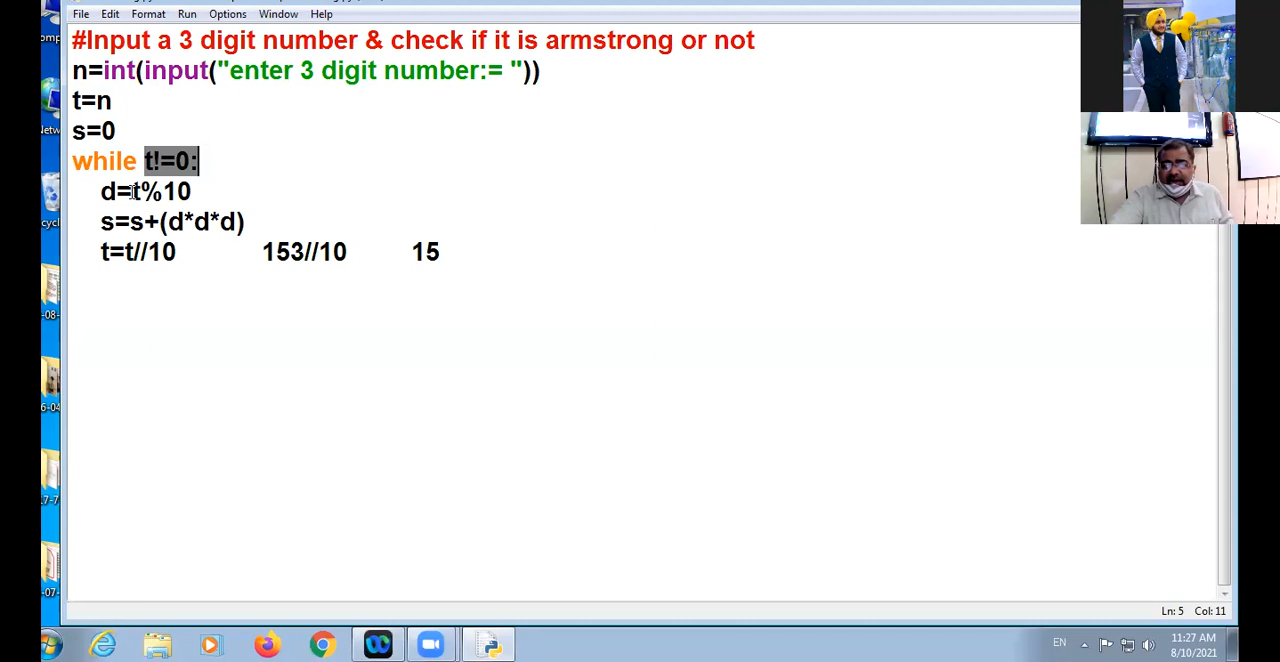 File Edit Format Run Options Window Help
#Input a 3 digit number & check if it is armstrong or not
n=int(input("enter 3 digit number:= "))
t=n
s=0
while t!=0:
d=t%10
s=s+(d*d*d)
t=t//10 153//10 15
Ln: 5 Col: 11
EN 11:27 AM
8/10/2021